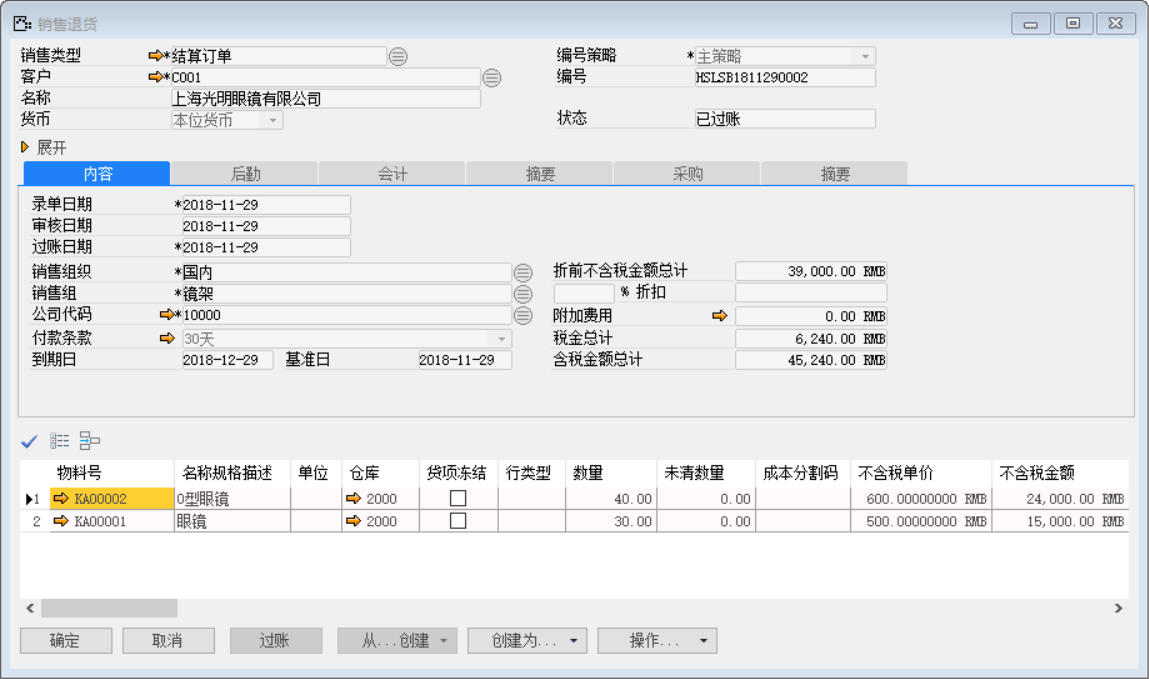 销售退货
销售类型 *结算订单 编号策略 *主策略
客户 *C001 编号 HSLSB1811290002
名称 上海光明眼镜有限公司
货币 本位货币 状态 已过账
展开
内容 后勤 会计 摘要 采购 摘要
录单日期 *2018-11-29
审核日期 2018-11-29
过账日期 *2018-11-29
销售组织 *国内 折前不含税金额总计 39,000.00 RMB
销售组 *镜架 % 折扣
公司代码 *10000 附加费用 0.00 RMB
付款条款 30天 税金总计 6,240.00 RMB
到期日 2018-12-29 基准日 2018-11-29 含税金额总计 45,240.00 RMB
物料号 名称规格描述 单位 仓库 货项冻结 行类型 数量 未清数量 成本分割码 不含税单价 不含税金额
1 KA00002 O型眼镜 2000 40.00 0.00 600.00000000 RMB 24,000.00 RMB
2 KA00001 眼镜 2000 30.00 0.00 500.00000000 RMB 15,000.00 RMB
确定 取消 过账 从...创建 创建为... 操作...